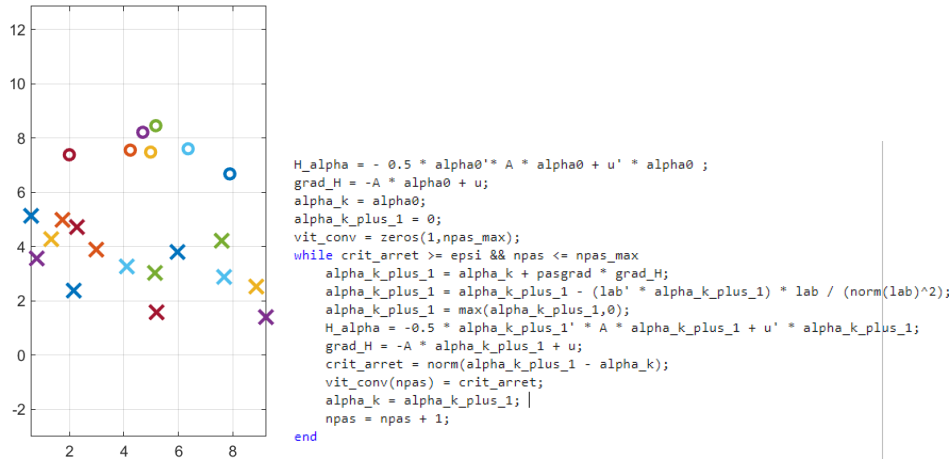 12
10
8
6
4
2
0
-2
2
4
6
8
H_alpha = - 0.5 * alpha0'* A * alpha0 + u' * alpha0 ;
grad_H = -A * alpha0 + u;
alpha_k = alpha0;
alpha_k_plus_1 = 0;
vit_conv = zeros(1,npas_max);
while crit_arret >= epsi && npas <= npas_max
    alpha_k_plus_1 = alpha_k + pasgrad * grad_H;
    alpha_k_plus_1 = alpha_k_plus_1 - (lab' * alpha_k_plus_1) * lab / (norm(lab)^2);
    alpha_k_plus_1 = max(alpha_k_plus_1,0);
    H_alpha = -0.5 * alpha_k_plus_1' * A * alpha_k_plus_1 + u' * alpha_k_plus_1;
    grad_H = -A * alpha_k_plus_1 + u;
    crit_arret = norm(alpha_k_plus_1 - alpha_k);
    vit_conv(npas) = crit_arret;
    alpha_k = alpha_k_plus_1;
    npas = npas + 1;
end